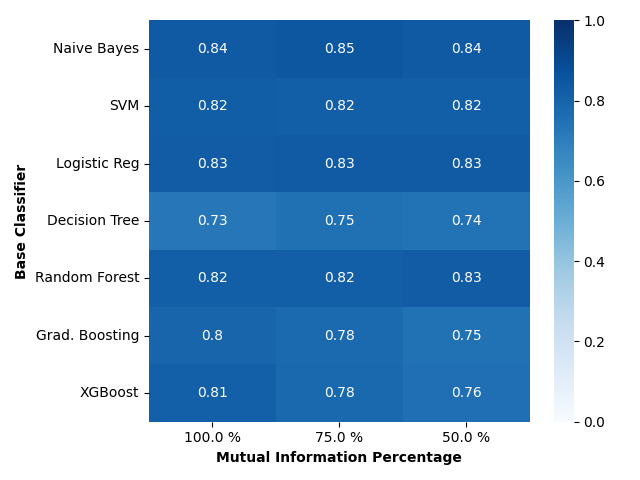 Naive Bayes 0.84 0.85 0.84
SVM 0.82 0.82 0.82
Logistic Reg 0.83 0.83 0.83
Decision Tree 0.73 0.75 0.74
Random Forest 0.82 0.82 0.83
Grad. Boosting 0.8 0.78 0.75
XGBoost 0.81 0.78 0.76
100.0 % 75.0 % 50.0 %
Mutual Information Percentage
Base Classifier
1.0
0.8
0.6
0.4
0.2
0.0